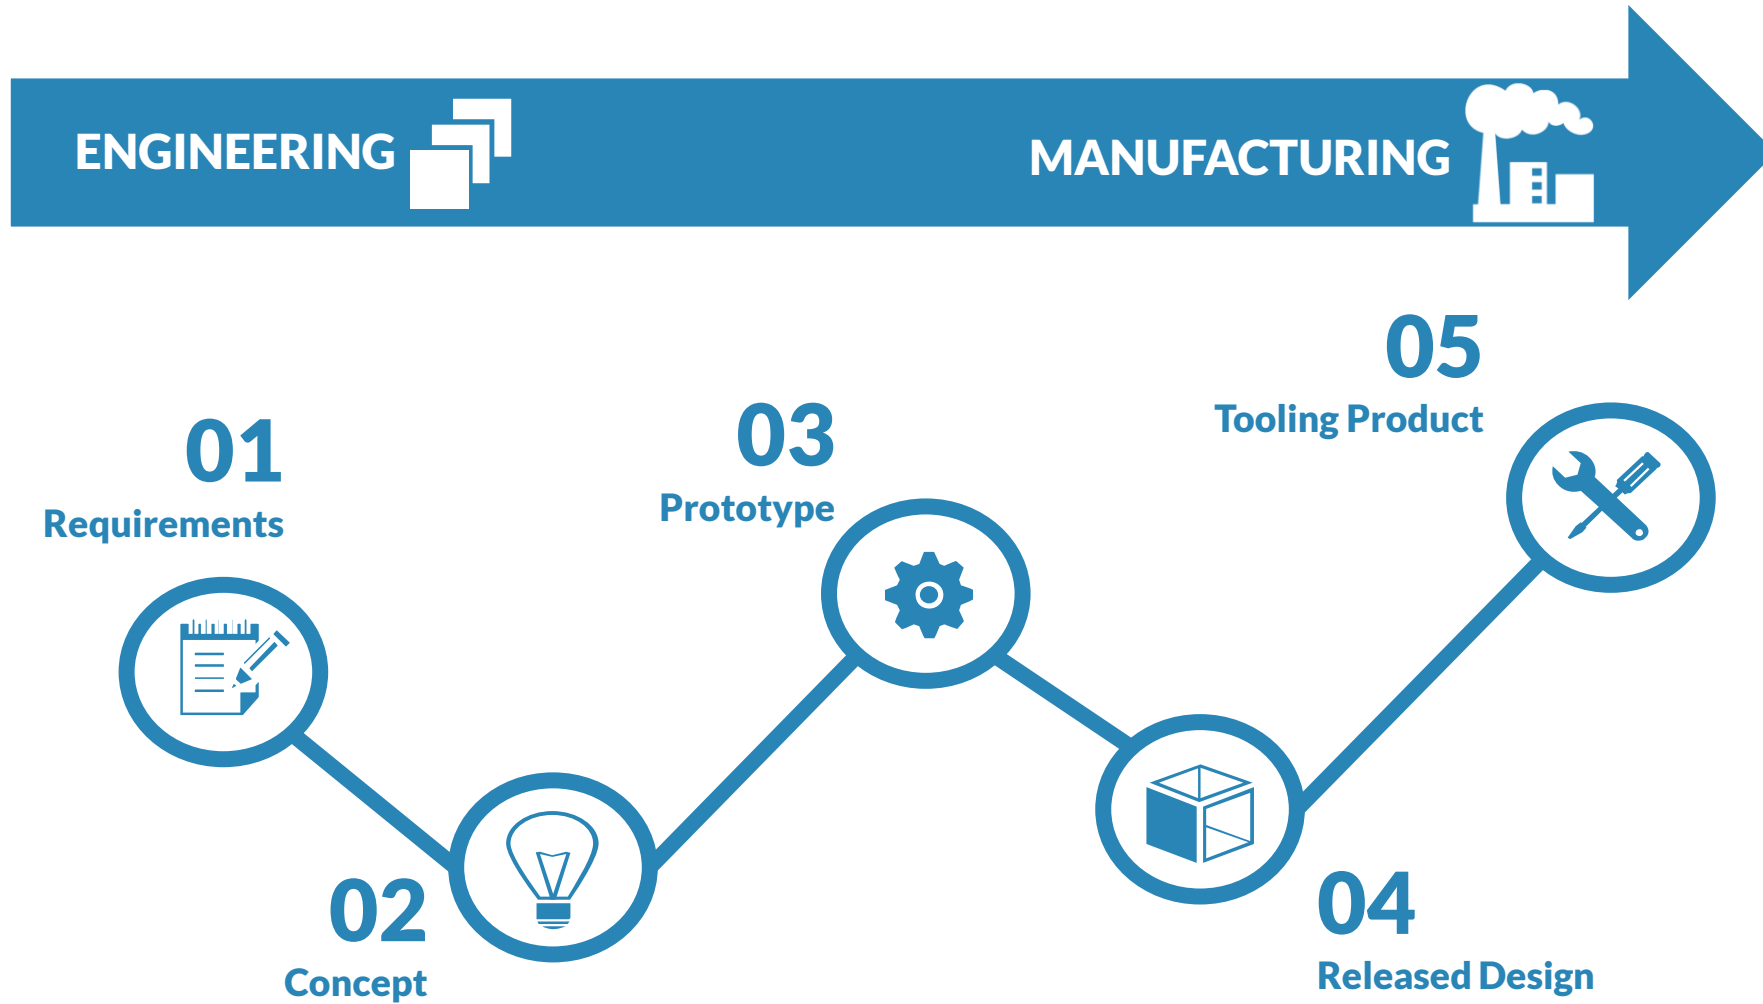 ENGINEERING
MANUFACTURING
01
Requirements
02
Concept
03
Prototype
04
Released Design
05
Tooling Product